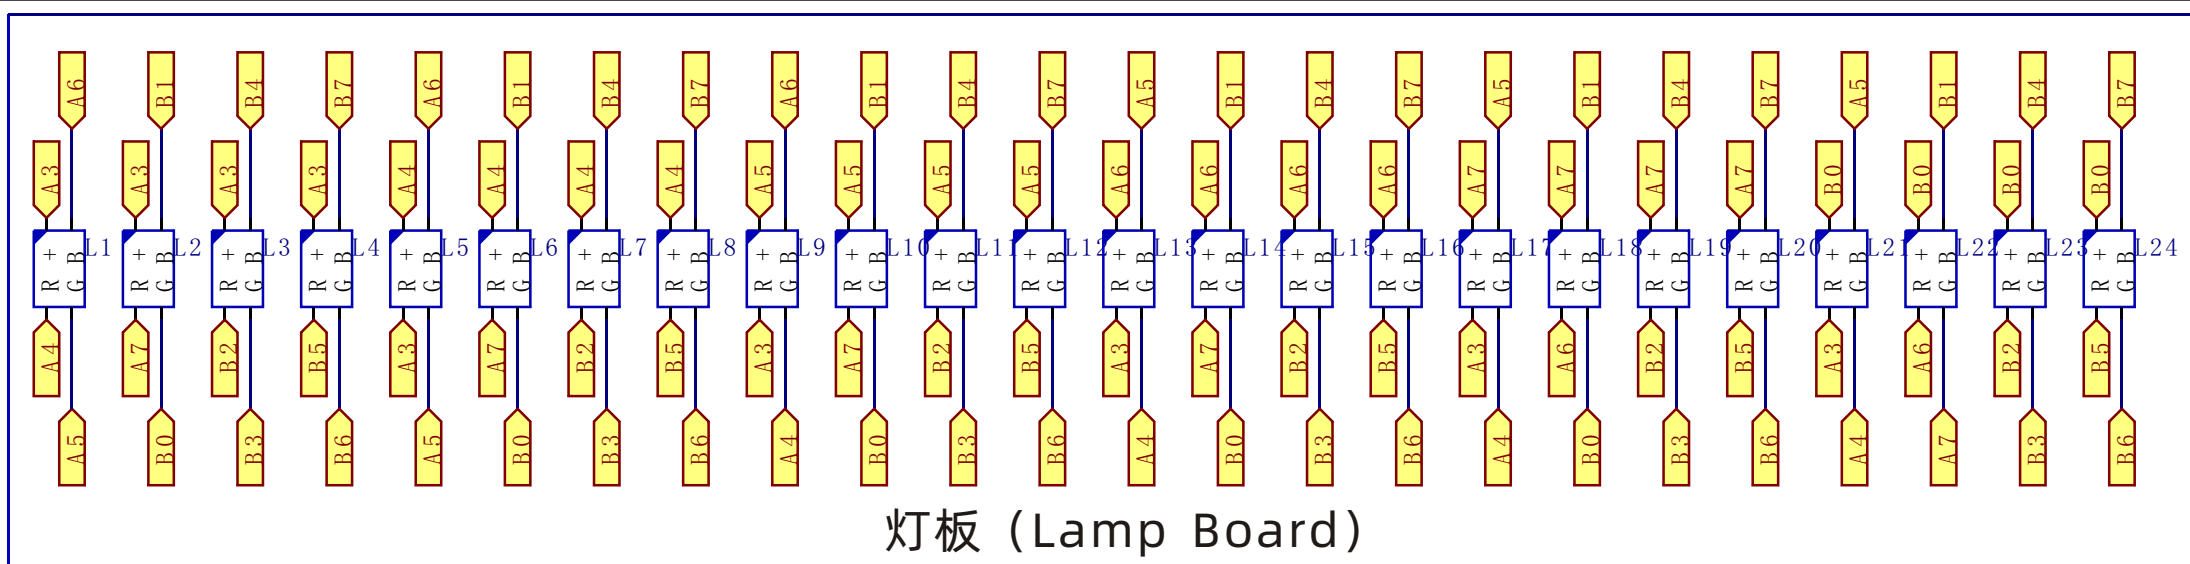 A6 B1 B4 B7 A6 B1 B4 B7 A6 B1 B4 B7 A5 B1 B4 B7 A5 B1 B4 B7 A5 B1 B4 B7
A3 A3 A3 A3 A4 A4 A4 A4 A5 A5 A5 A5 A6 A6 A6 A6 A7 A7 A7 A7 B0 B0 B0 B0
L1 L2 L3 L4 L5 L6 L7 L8 L9 L10 L11 L12 L13 L14 L15 L16 L17 L18 L19 L20 L21 L22 L23 L24
+ B + B + B + B + B + B + B + B + B + B + B + B + B + B + B + B + B + B + B + B + B + B + B + B
R G R G R G R G R G R G R G R G R G R G R G R G R G R G R G R G R G R G R G R G R G R G R G R G
A4 A7 B2 B5 A3 A7 B2 B5 A3 A7 B2 B5 A3 A7 B2 B5 A3 A6 B2 B5 A3 A6 B2 B5
A5 B0 B3 B6 A5 B0 B3 B6 A4 B0 B3 B6 A4 B0 B3 B6 A4 B0 B3 B6 A4 A7 B3 B6
灯板（Lamp Board）